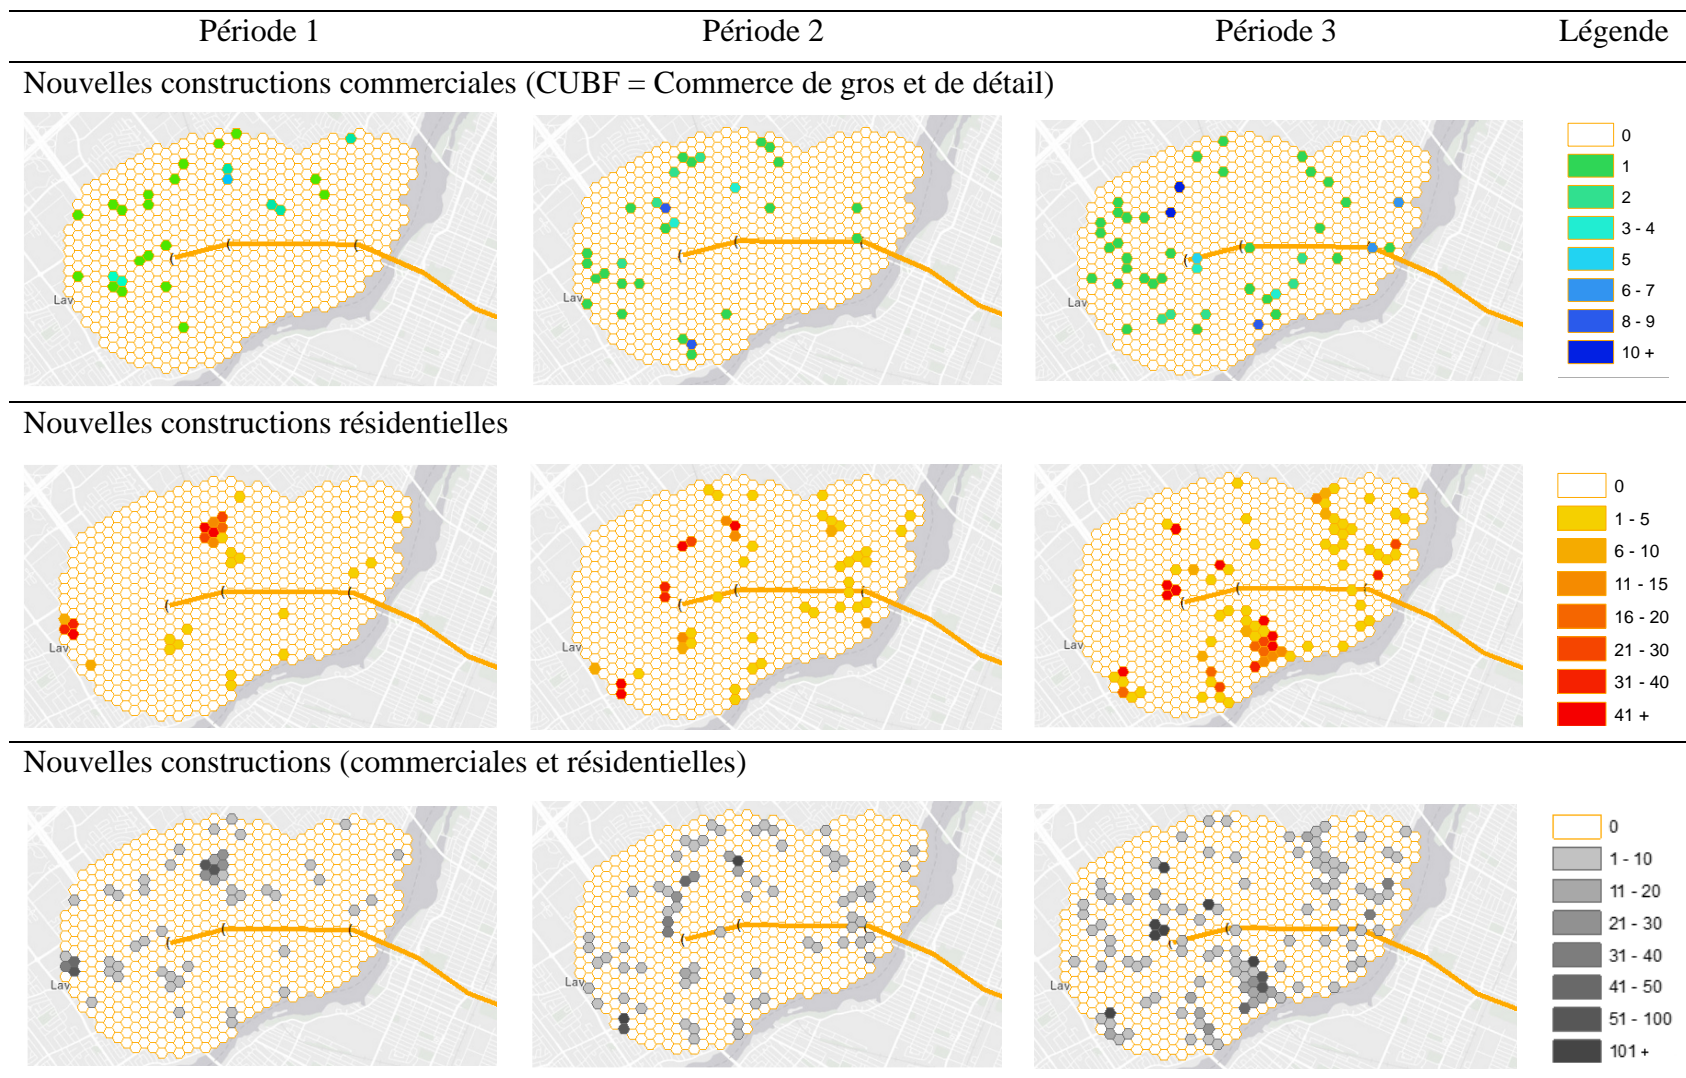 Période 1 Période 2 Période 3 Légende
Nouvelles constructions commerciales (CUBF = Commerce de gros et de détail)
Lav
Lav
Lav
0
1
2
3 - 4
5
6 - 7
8 - 9
10 +
Nouvelles constructions résidentielles
Lav
Lav
Lav
0
1 - 5
6 - 10
11 - 15
16 - 20
21 - 30
31 - 40
41 +
Nouvelles constructions (commerciales et résidentielles)
Lav
Lav
Lav
0
1 - 10
11 - 20
21 - 30
31 - 40
41 - 50
51 - 100
101 +